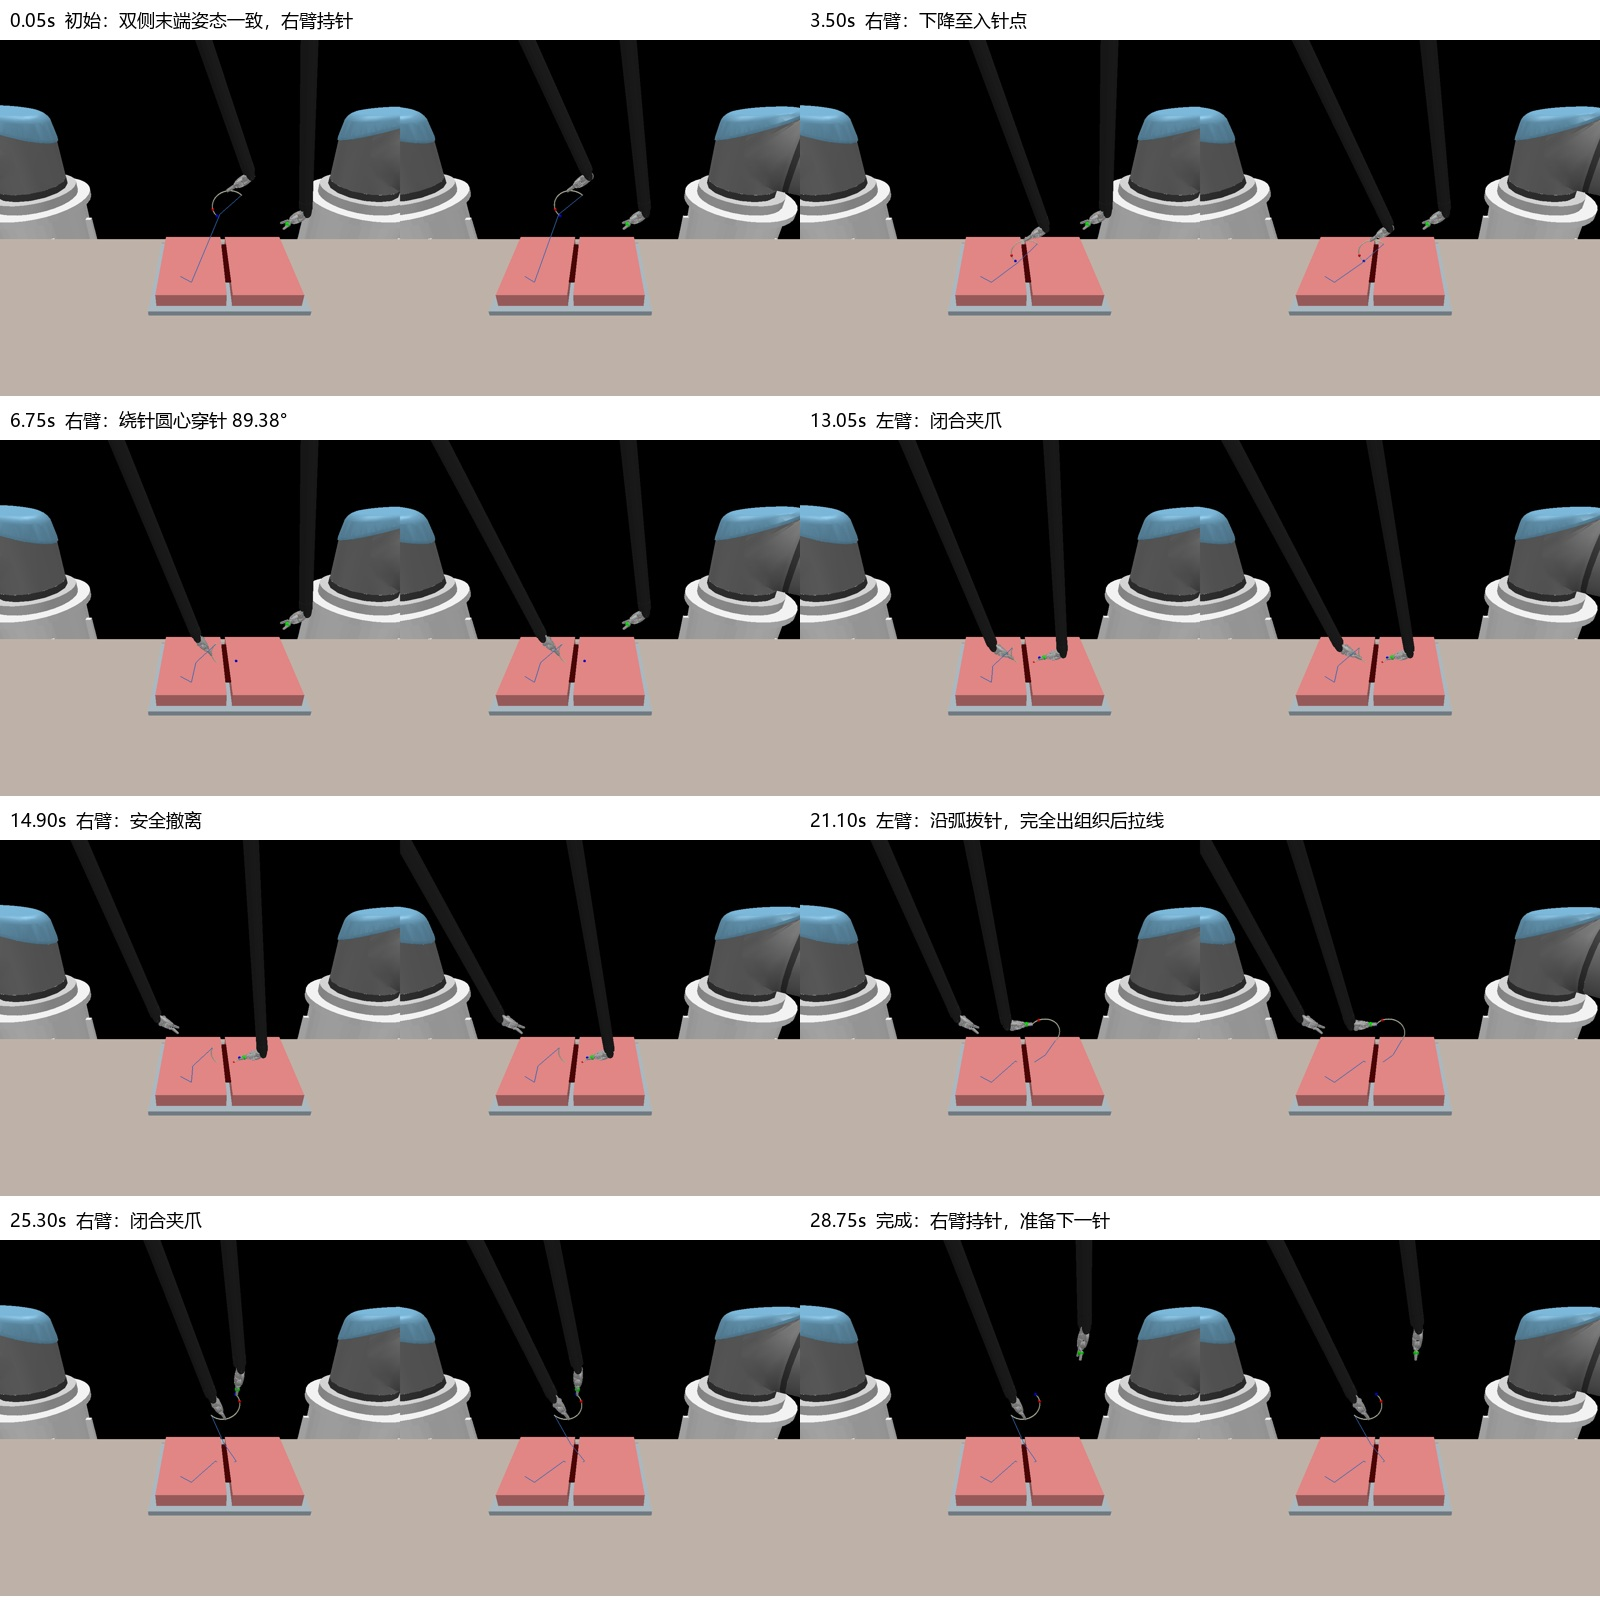 0.05s 初始：双侧末端姿态一致，右臂持针
3.50s 右臂：下降至入针点
6.75s 右臂：绕针圆心穿针 89.38°
13.05s 左臂：闭合夹爪
14.90s 右臂：安全撤离
21.10s 左臂：沿弧拔针，完全出组织后拉线
25.30s 右臂：闭合夹爪
28.75s 完成：右臂持针，准备下一针